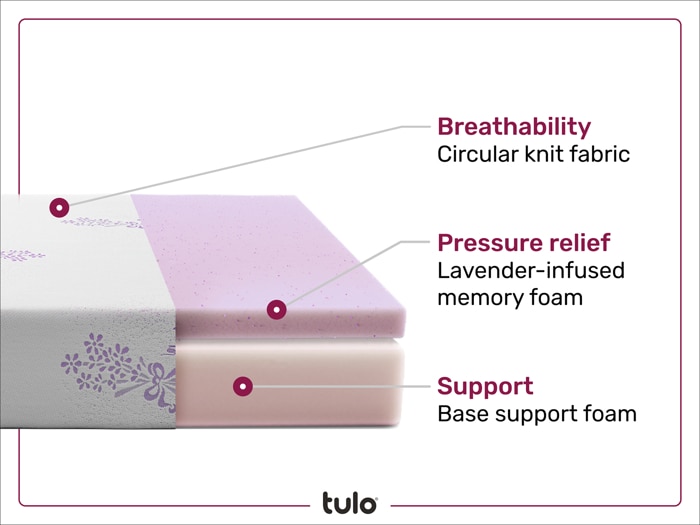 Breathability
Circular knit fabric
Pressure relief
Lavender-infused
memory foam
Support
Base support foam
tulo